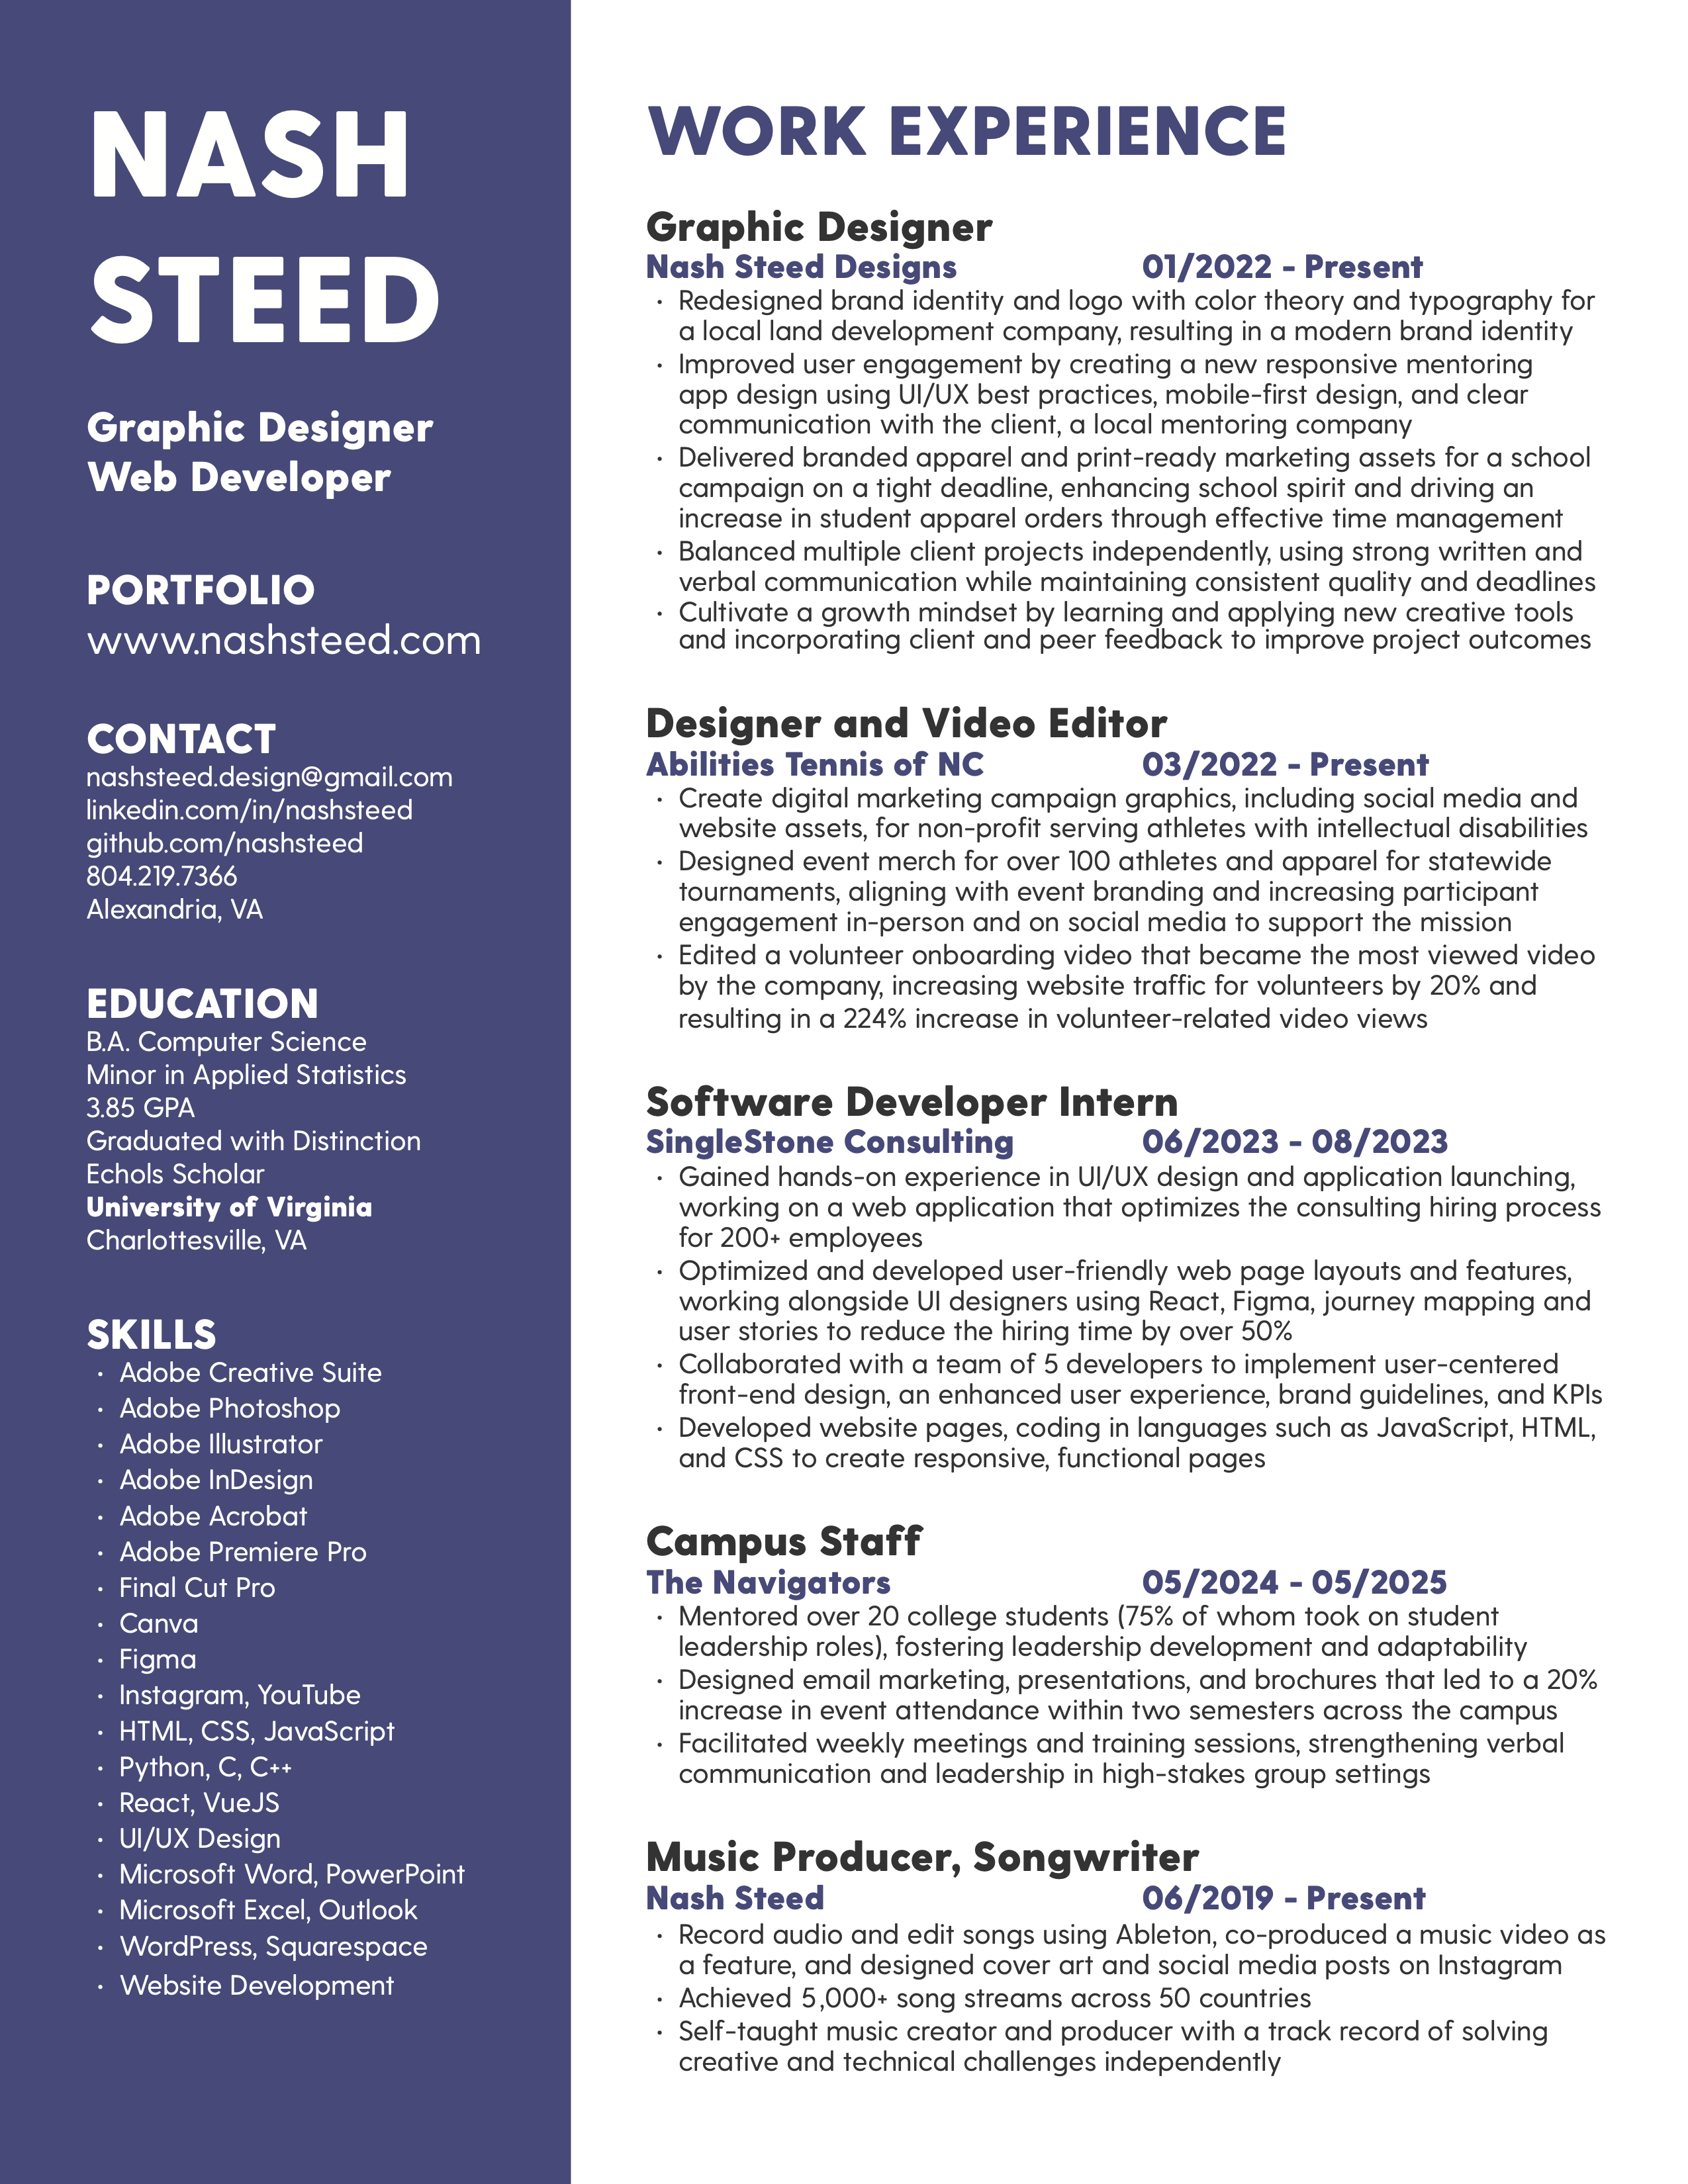 NASH
STEED
Graphic Designer
Web Developer
PORTFOLIO
www.nashsteed.com
CONTACT
nashsteed.design@gmail.com
linkedin.com/in/nashsteed
github.com/nashsteed
804.219.7366
Alexandria, VA
EDUCATION
B.A. Computer Science
Minor in Applied Statistics
3.85 GPA
Graduated with Distinction
Echols Scholar
University of Virginia
Charlottesville, VA
SKILLS
· Adobe Creative Suite
· Adobe Photoshop
· Adobe Illustrator
· Adobe InDesign
· Adobe Acrobat
· Adobe Premiere Pro
· Final Cut Pro
· Canva
· Figma
· Instagram, YouTube
· HTML, CSS, JavaScript
· Python, C, C++
· React, VueJS
· UI/UX Design
· Microsoft Word, PowerPoint
· Microsoft Excel, Outlook
· WordPress, Squarespace
· Website Development
WORK EXPERIENCE
Graphic Designer
Nash Steed Designs 01/2022 - Present
· Redesigned brand identity and logo with color theory and typography for
a local land development company, resulting in a modern brand identity
· Improved user engagement by creating a new responsive mentoring
app design using UI/UX best practices, mobile-first design, and clear
communication with the client, a local mentoring company
· Delivered branded apparel and print-ready marketing assets for a school
campaign on a tight deadline, enhancing school spirit and driving an
increase in student apparel orders through effective time management
· Balanced multiple client projects independently, using strong written and
verbal communication while maintaining consistent quality and deadlines
· Cultivate a growth mindset by learning and applying new creative tools
and incorporating client and peer feedback to improve project outcomes
Designer and Video Editor
Abilities Tennis of NC 03/2022 - Present
· Create digital marketing campaign graphics, including social media and
website assets, for non-profit serving athletes with intellectual disabilities
· Designed event merch for over 100 athletes and apparel for statewide
tournaments, aligning with event branding and increasing participant
engagement in-person and on social media to support the mission
· Edited a volunteer onboarding video that became the most viewed video
by the company, increasing website traffic for volunteers by 20% and
resulting in a 224% increase in volunteer-related video views
Software Developer Intern
SingleStone Consulting 06/2023 - 08/2023
· Gained hands-on experience in UI/UX design and application launching,
working on a web application that optimizes the consulting hiring process
for 200+ employees
· Optimized and developed user-friendly web page layouts and features,
working alongside UI designers using React, Figma, journey mapping and
user stories to reduce the hiring time by over 50%
· Collaborated with a team of 5 developers to implement user-centered
front-end design, an enhanced user experience, brand guidelines, and KPIs
· Developed website pages, coding in languages such as JavaScript, HTML,
and CSS to create responsive, functional pages
Campus Staff
The Navigators 05/2024 - 05/2025
· Mentored over 20 college students (75% of whom took on student
leadership roles), fostering leadership development and adaptability
· Designed email marketing, presentations, and brochures that led to a 20%
increase in event attendance within two semesters across the campus
· Facilitated weekly meetings and training sessions, strengthening verbal
communication and leadership in high-stakes group settings
Music Producer, Songwriter
Nash Steed 06/2019 - Present
· Record audio and edit songs using Ableton, co-produced a music video as
a feature, and designed cover art and social media posts on Instagram
· Achieved 5,000+ song streams across 50 countries
· Self-taught music creator and producer with a track record of solving
creative and technical challenges independently